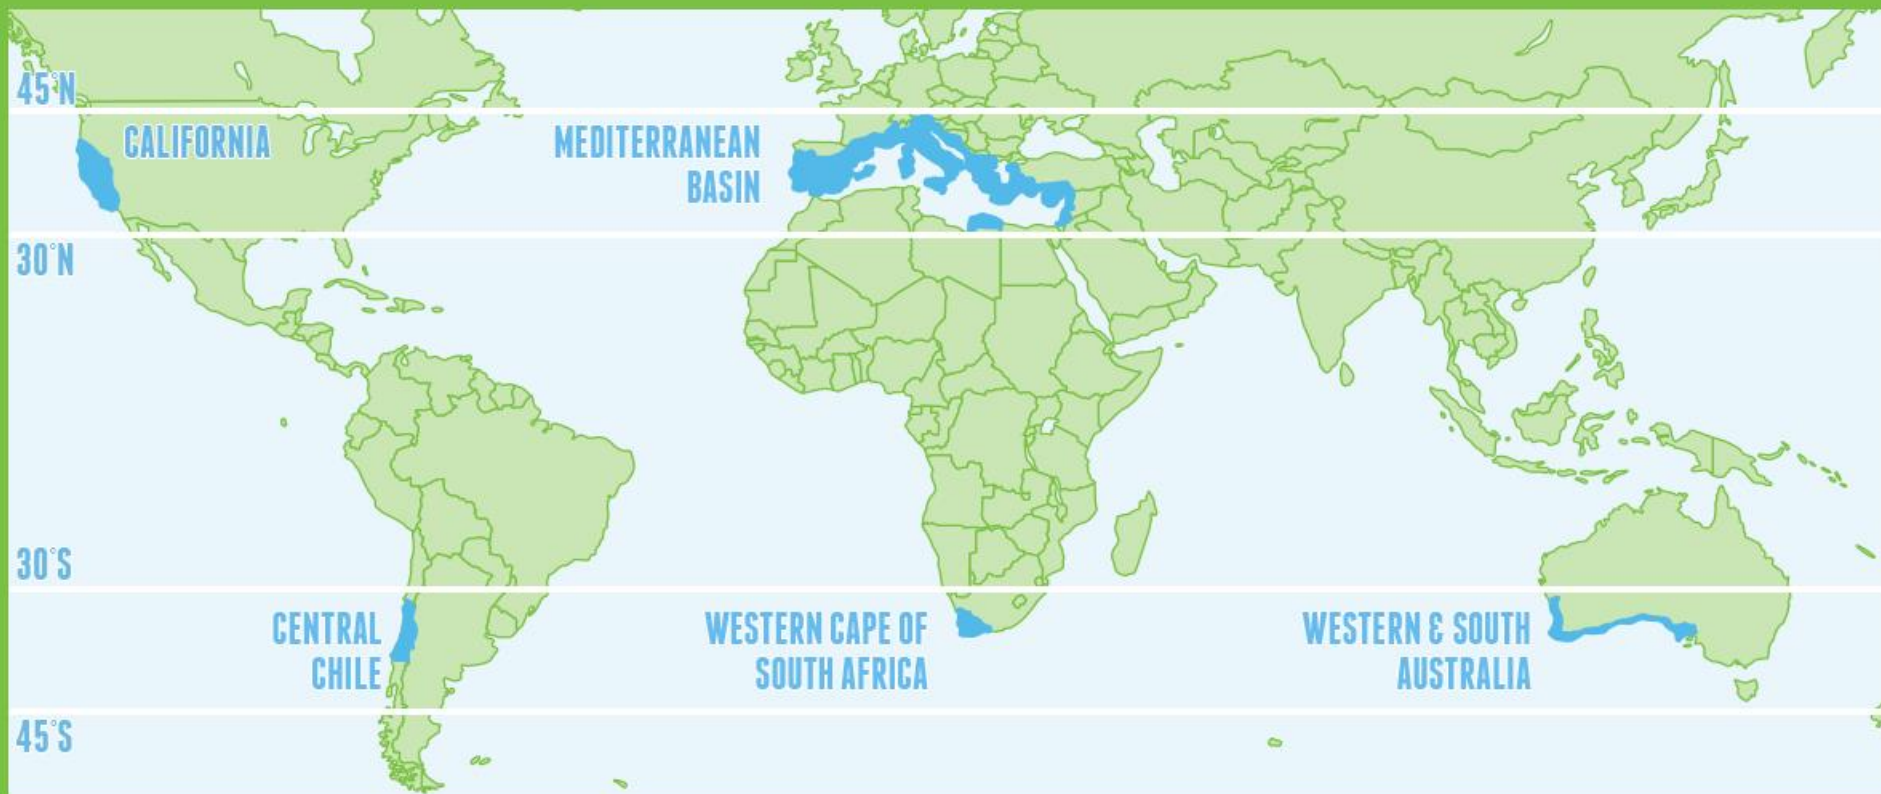 45°N
CALIFORNIA
MEDITERRANEAN
BASIN
30°N
30°S
CENTRAL
CHILE
WESTERN CAPE OF
SOUTH AFRICA
WESTERN & SOUTH
AUSTRALIA
45°S